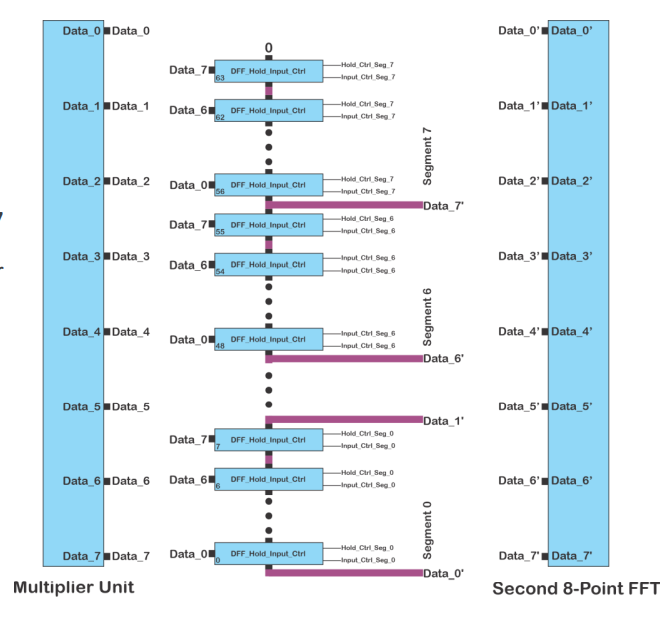 Data_0 Data_0
Data_1 Data_1
Data_2 Data_2
Data_3 Data_3
Data_4 Data_4
Data_5 Data_5
Data_6 Data_6
Data_7 Data_7
Multiplier Unit
0
Data_7 DFF_Hold_Input_Ctrl Hold_Ctrl_Seg_7
63 Input_Ctrl_Seg_7
Data_6 DFF_Hold_Input_Ctrl Hold_Ctrl_Seg_7
62 Input_Ctrl_Seg_7
Segment 7
Data_0 DFF_Hold_Input_Ctrl Hold_Ctrl_Seg_7
56 Input_Ctrl_Seg_7
Data_7'
Data_7 DFF_Hold_Input_Ctrl Hold_Ctrl_Seg_6
55 Input_Ctrl_Seg_6
Data_6 DFF_Hold_Input_Ctrl Input_Ctrl_Seg_6
54 Input_Ctrl_Seg_6
Segment 6
Data_0 DFF_Hold_Input_Ctrl Input_Ctrl_Seg_6
48 Input_Ctrl_Seg_6
Data_6'
Data_1'
Data_7 DFF_Hold_Input_Ctrl Hold_Ctrl_Seg_0
7 Input_Ctrl_Seg_0
Data_6 DFF_Hold_Input_Ctrl Hold_Ctrl_Seg_0
6 Input_Ctrl_Seg_0
Segment 0
Data_0 DFF_Hold_Input_Ctrl Hold_Ctrl_Seg_0
0 Input_Ctrl_Seg_0
Data_0'
Data_0' Data_0'
Data_1' Data_1'
Data_2' Data_2'
Data_3' Data_3'
Data_4' Data_4'
Data_5' Data_5'
Data_6' Data_6'
Data_7' Data_7'
Second 8-Point FFT